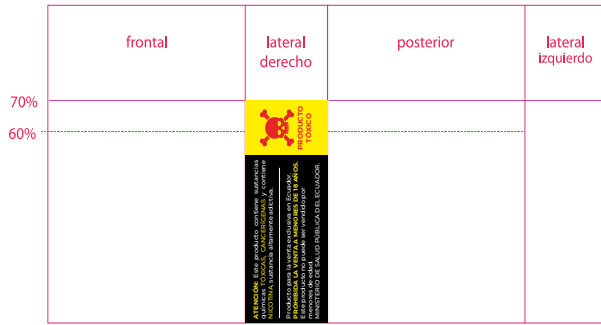 frontal
lateral
derecho
posterior
lateral
izquierdo
70%
60%
PRODUCTO
TÓXICO
ATENCIÓN: Este producto contiene sustancias
químicas TÓXICAS, CANCERÍGENAS y contiene
NICOTINA, sustancia altamente adictiva.
Producto para la venta exclusiva en Ecuador.
PROHIBIDA LA VENTA A MENORES DE 18 AÑOS.
Este producto no puede ser vendido por
menores de edad.
MINISTERIO DE SALUD PÚBLICA DEL ECUADOR.